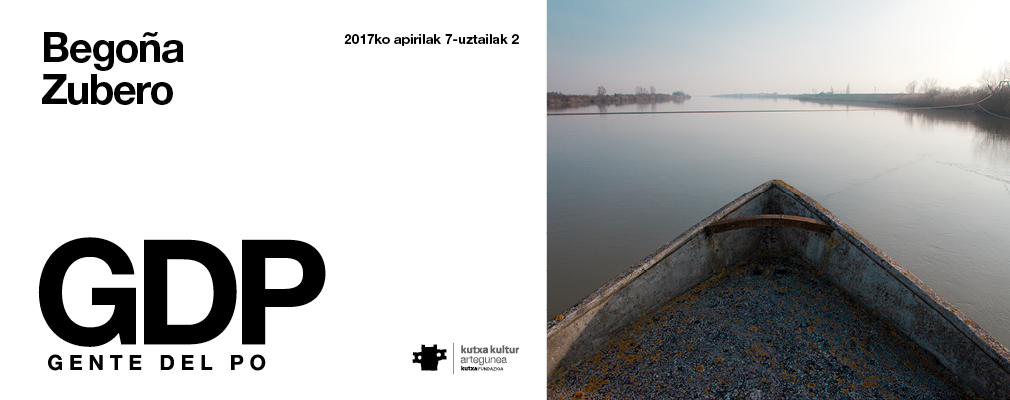 Begoña
Zubero
2017ko apirilak 7-uztailak 2
GDP
GENTE DEL PO
kutxa kultur
artegunea
kutxa FUNDAZIOA